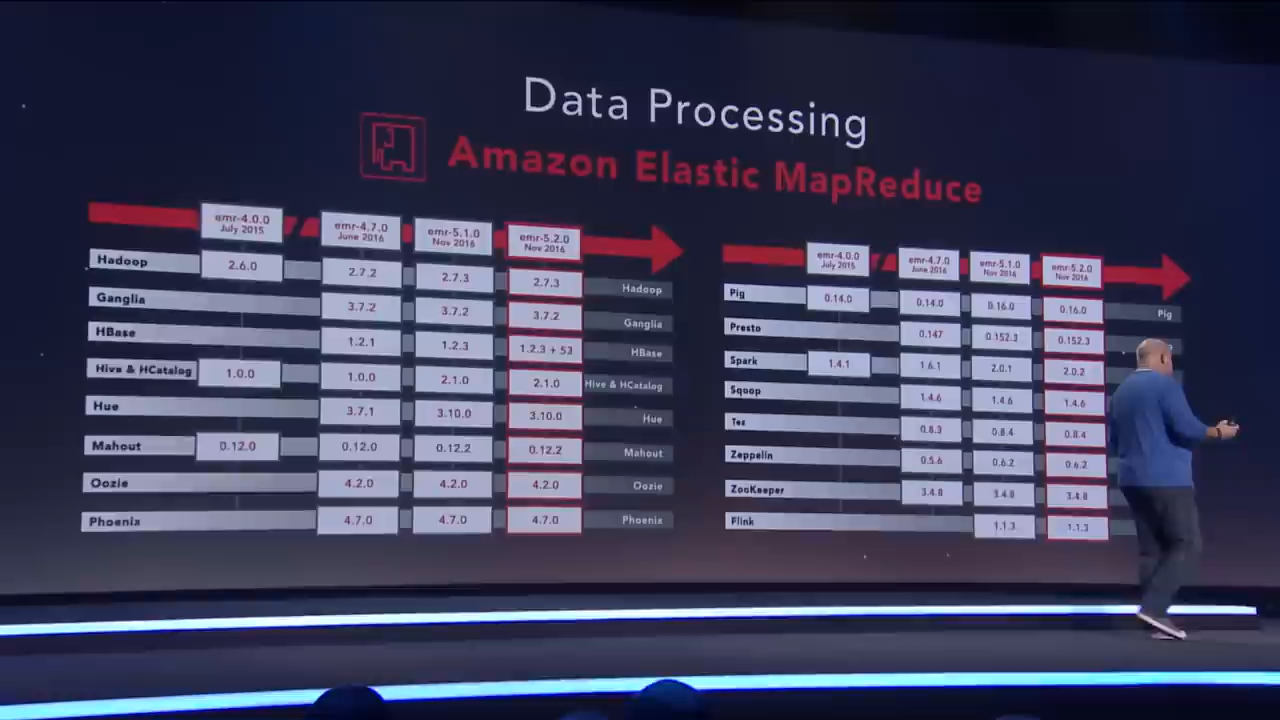 Data Processing
Amazon Elastic MapReduce
emr-4.0.0 emr-4.7.0 emr-5.1.0 emr-5.2.0
July 2015 June 2016 Nov 2016 Nov 2016
Hadoop 2.6.0 2.7.2 2.7.3 2.7.3 Hadoop
Ganglia 3.7.2 3.7.2 3.7.2 Ganglia
HBase 1.2.1 1.2.3 1.2.3 + S3 HBase
Hive & HCatalog 1.0.0 1.0.0 2.1.0 2.1.0 Hive & HCatalog
Hue 3.7.1 3.10.0 3.10.0 Hue
Mahout 0.12.0 0.12.0 0.12.2 0.12.2 Mahout
Oozie 4.2.0 4.2.0 4.2.0 Oozie
Phoenix 4.7.0 4.7.0 4.7.0 Phoenix
emr-4.0.0 emr-4.7.0 emr-5.1.0 emr-5.2.0
July 2015 June 2016 Nov 2016 Nov 2016
Pig 0.14.0 0.14.0 0.16.0 0.16.0 Pig
Presto 0.147 0.152.3 0.152.3
Spark 1.4.1 1.6.1 2.0.1 2.0.2
Sqoop 1.4.6 1.4.6 1.4.6
Tez 0.8.3 0.8.4 0.8.4
Zeppelin 0.5.6 0.6.2 0.6.2
ZooKeeper 3.4.8 3.4.8 3.4.8
Flink 1.1.3 1.1.3